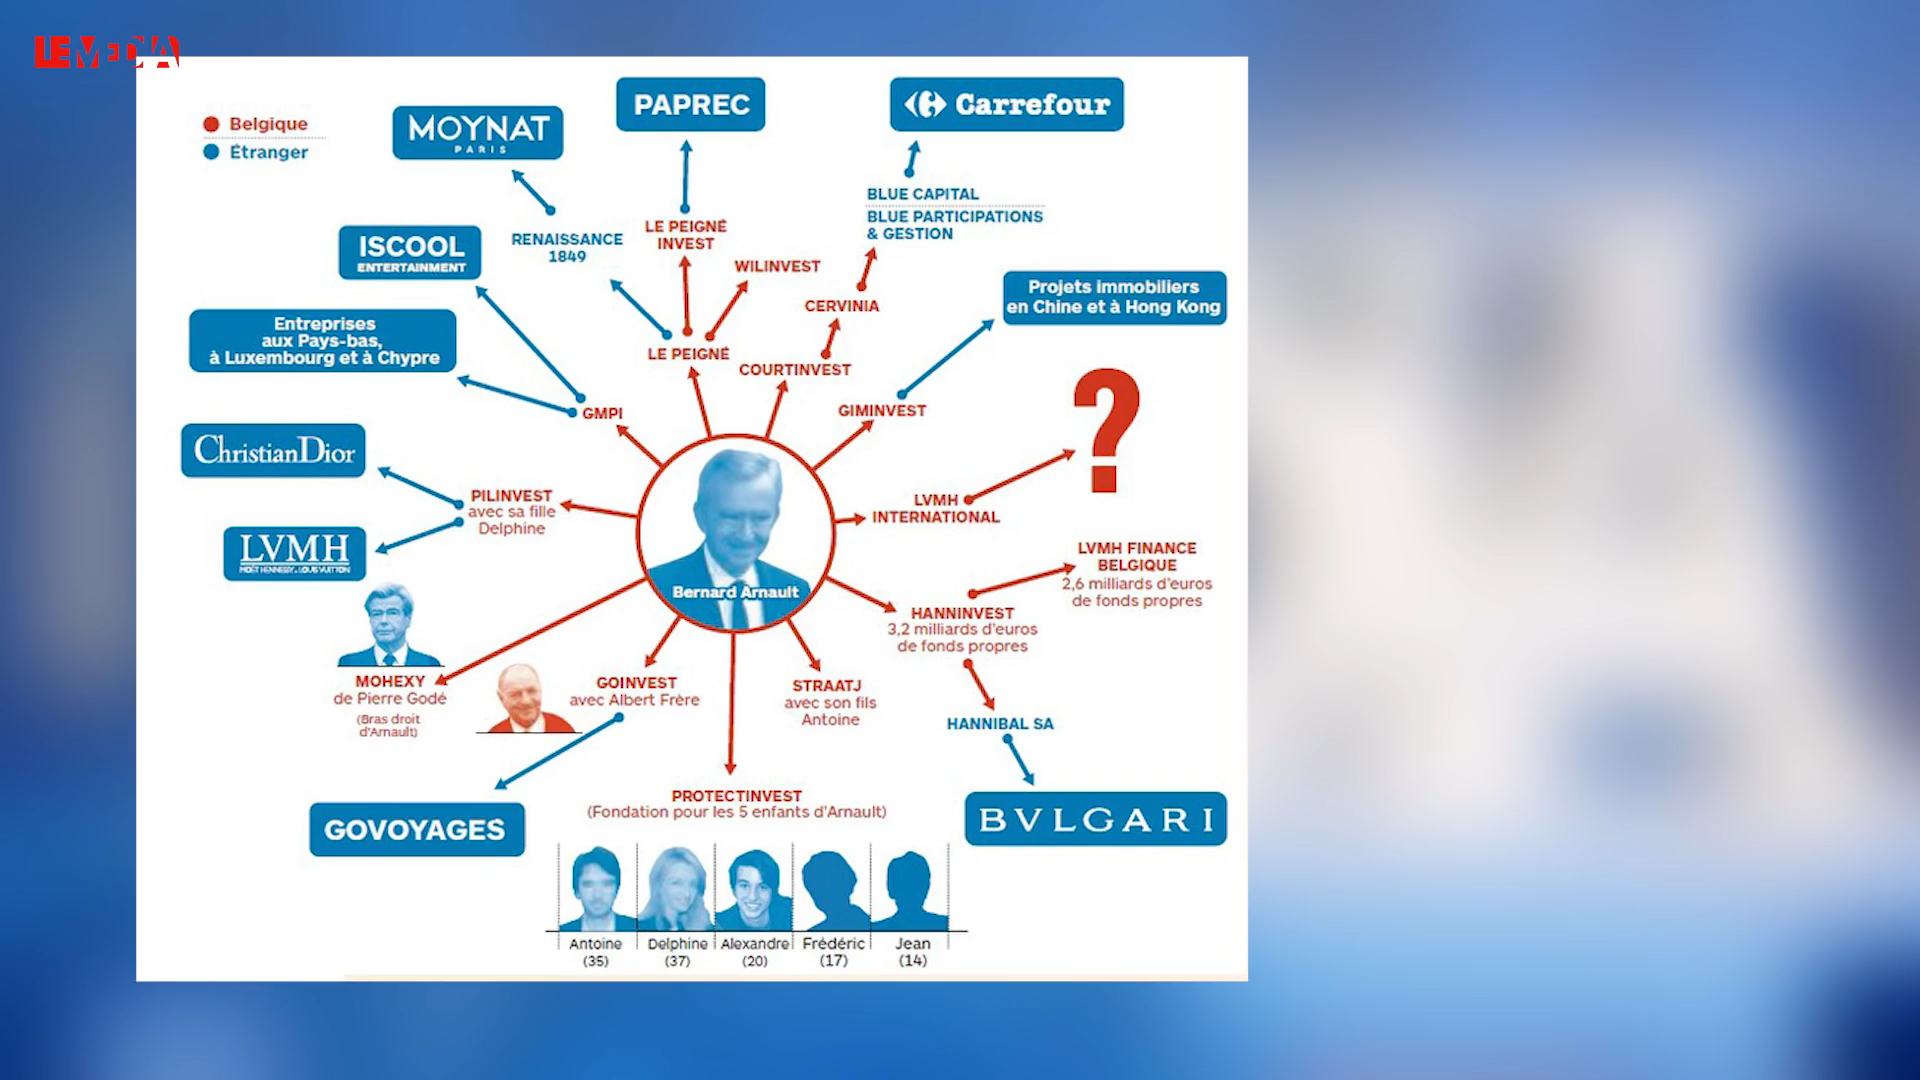 LEMEDIA
Belgique
Étranger
MOYNAT
PARIS
PAPREC
Carrefour
BLUE CAPITAL
BLUE PARTICIPATIONS
& GESTION
LE PEIGNÉ
INVEST
RENAISSANCE
1849
ISCOOL
ENTERTAINMENT
WILINVEST
CERVINIA
Projets immobiliers
en Chine et à Hong Kong
Entreprises
aux Pays-bas,
à Luxembourg et à Chypre
LE PEIGNÉ
COURTINVEST
GMPI
GIMINVEST
?
ChristianDior
PILINVEST
avec sa fille
Delphine
LVMH
INTERNATIONAL
LVMH
MOËT HENNESSY . LOUIS VUITTON
LVMH FINANCE
BELGIQUE
2,6 milliards d'euros
de fonds propres
Bernard Arnault
HANNINVEST
3,2 milliards d'euros
de fonds propres
MOHEXY
de Pierre Godé
(Bras droit
d'Arnault)
GOINVEST
avec Albert Frère
STRAATJ
avec son fils
Antoine
HANNIBAL SA
PROTECTINVEST
(Fondation pour les 5 enfants d'Arnault)
GOVOYAGES
BVLGARI
Antoine
(35)
Delphine
(37)
Alexandre
(20)
Frédéric
(17)
Jean
(14)